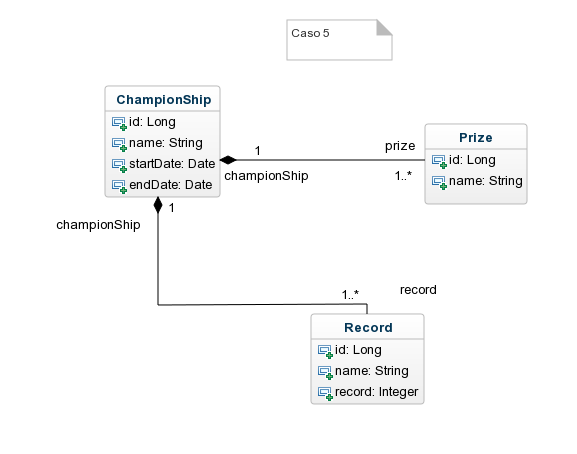 Caso 5
ChampionShip
id: Long
name: String
startDate: Date
endDate: Date
1
prize
championShip
1..*
Prize
id: Long
name: String
1
championShip
1..*
record
Record
id: Long
name: String
record: Integer